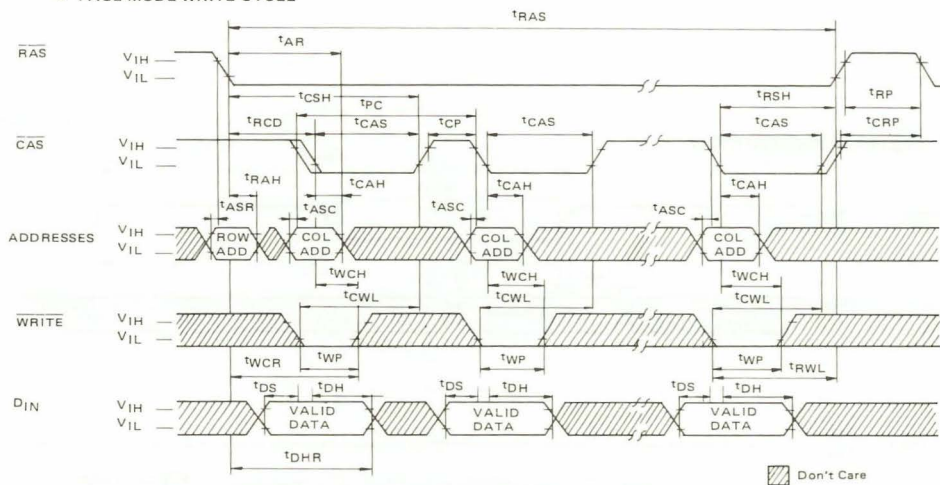 PAGE MODE WRITE CYCLE
tRAS
tAR
RAS
VIH
VIL
tCSH
tPC
tRSH
tRP
tRCD
tCAS
tCP
tCAS
tCAS
tCRP
CAS
VIH
VIL
tRAH
tCAH
tCAH
tCAH
tASR
tASC
tASC
tASC
ADDRESSES
VIH
VIL
ROW ADD
COL ADD
COL ADD
COL ADD
tWCH
tWCH
tWCH
tCWL
tCWL
tCWL
WRITE
VIH
VIL
tWCR
tWP
tWP
tWP
tRWL
tDS
tDH
tDS
tDH
tDS
tDH
DIN
VIH
VIL
VALID DATA
VALID DATA
VALID DATA
tDHR
Don't Care